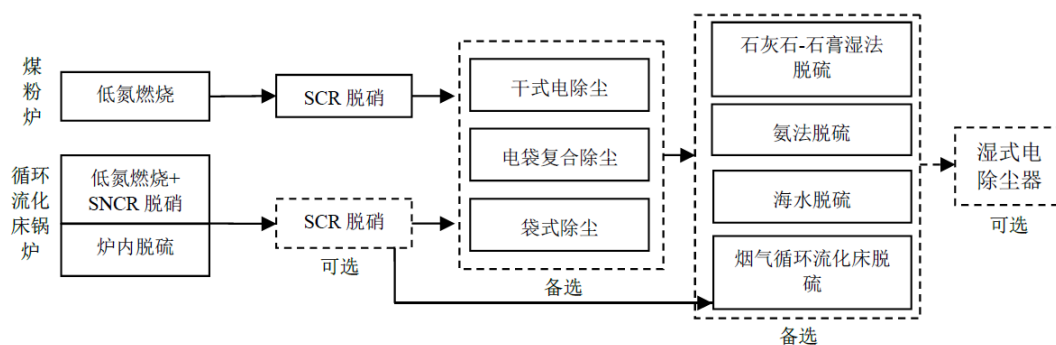 煤
粉
炉
低氮燃烧
SCR 脱硝
干式电除尘
电袋复合除尘
袋式除尘
备选
石灰石-石膏湿法
脱硫
氨法脱硫
海水脱硫
烟气循环流化床脱
硫
备选
湿式电
除尘器
可选
循环
流化
床锅
炉
低氮燃烧+
SNCR 脱硝
炉内脱硫
SCR 脱硝
可选